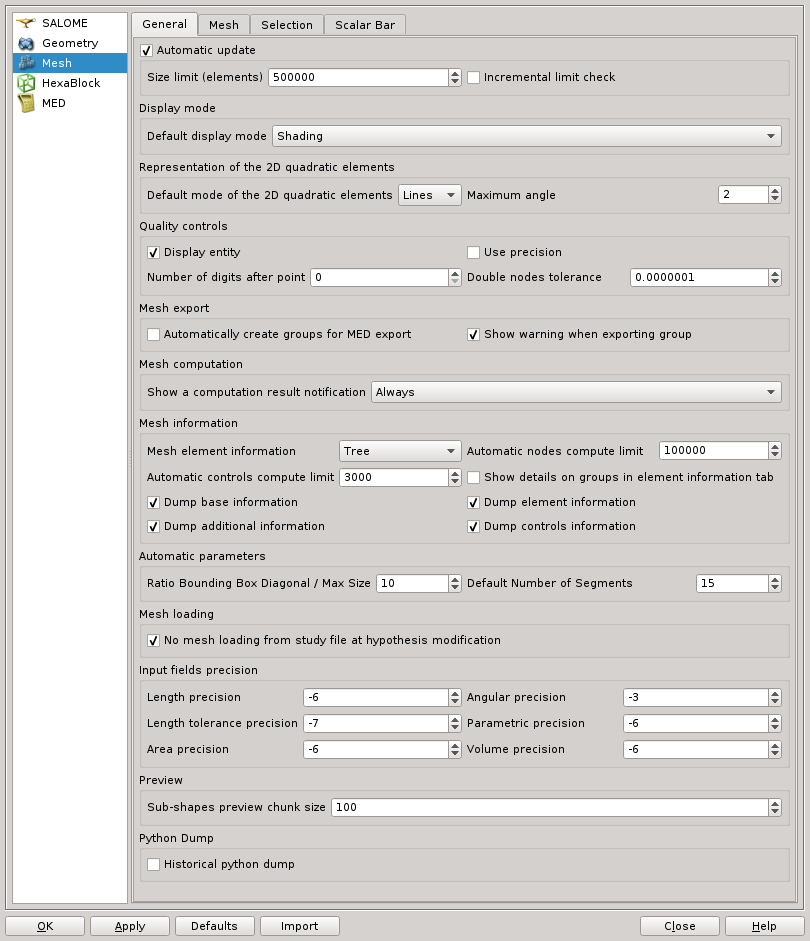 SALOME
Geometry
Mesh
HexaBlock
MED
General Mesh Selection Scalar Bar
Automatic update
Size limit (elements) 500000 Incremental limit check
Display mode
Default display mode Shading
Representation of the 2D quadratic elements
Default mode of the 2D quadratic elements Lines Maximum angle 2
Quality controls
Display entity Use precision
Number of digits after point 0 Double nodes tolerance 0.0000001
Mesh export
Automatically create groups for MED export Show warning when exporting group
Mesh computation
Show a computation result notification Always
Mesh information
Mesh element information Tree Automatic nodes compute limit 100000
Automatic controls compute limit 3000 Show details on groups in element information tab
Dump base information Dump element information
Dump additional information Dump controls information
Automatic parameters
Ratio Bounding Box Diagonal / Max Size 10 Default Number of Segments 15
Mesh loading
No mesh loading from study file at hypothesis modification
Input fields precision
Length precision -6 Angular precision -3
Length tolerance precision -7 Parametric precision -6
Area precision -6 Volume precision -6
Preview
Sub-shapes preview chunk size 100
Python Dump
Historical python dump
OK Apply Defaults Import Close Help